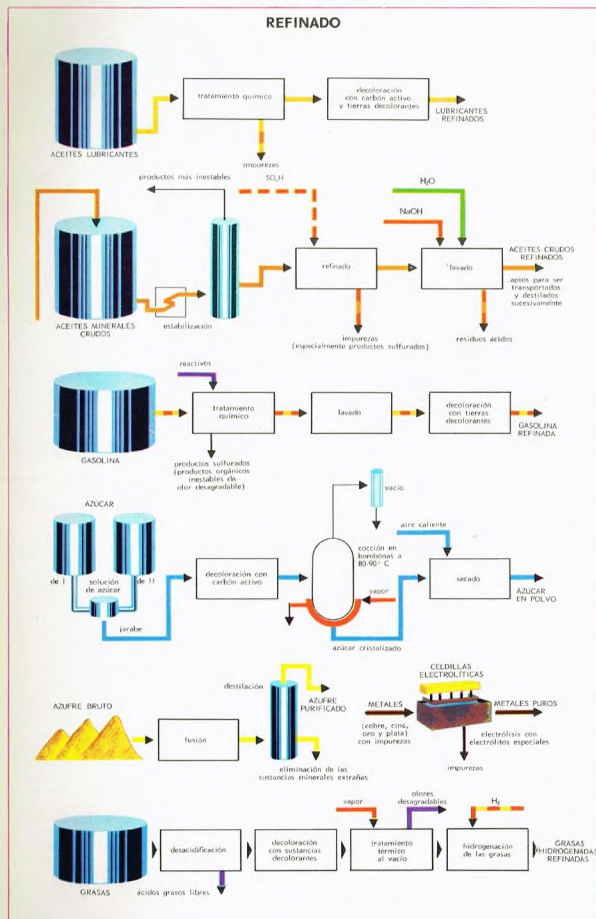 REFINADO
tratamiento químico
decoloración
con carbón activo
y tierras decolorantes
LUBRICANTES
REFINADOS
ACEITES LUBRICANTES
impurezas
productos más inestables
SO₄H
H₂O
NaOH
ACEITES CRUDOS
REFINADOS
refinado
lavado
aptos para ser
transportados
y destilados
sucesivamente
ACEITES MINERALES
CRUDOS
estabilización
impurezas
(especialmente productos sulfurados)
residuos ácidos
reactivos
tratamiento
químico
lavado
decoloración
con tierras
decolorantes
GASOLINA
REFINADA
GASOLINA
productos sulfurados
(productos orgánicos
inestables de
olor desagradable)
AZÚCAR
vacío
aire caliente
cocción en
bombonas a
80-90° C
de I
solución
de azúcar
de II
decoloración con
carbón activo
secado
vapor
AZÚCAR
EN POLVO
jarabe
azúcar cristalizado
destilación
CELDILLAS
ELECTROLÍTICAS
AZUFRE
PURIFICADO
AZUFRE BRUTO
METALES
METALES PUROS
(cobre, cinc,
oro y plata)
con impurezas
fusión
electrólisis con
electrólitos especiales
eliminación de las
sustancias minerales extrañas
impurezas
vapor
olores
desagradables
H₂
desacidificación
decoloración
con sustancias
decolorantes
tratamiento
térmico
al vacío
hidrogenación
de las grasas
GRASAS
HIDROGENADAS
REFINADAS
GRASAS
ácidos grasos libres